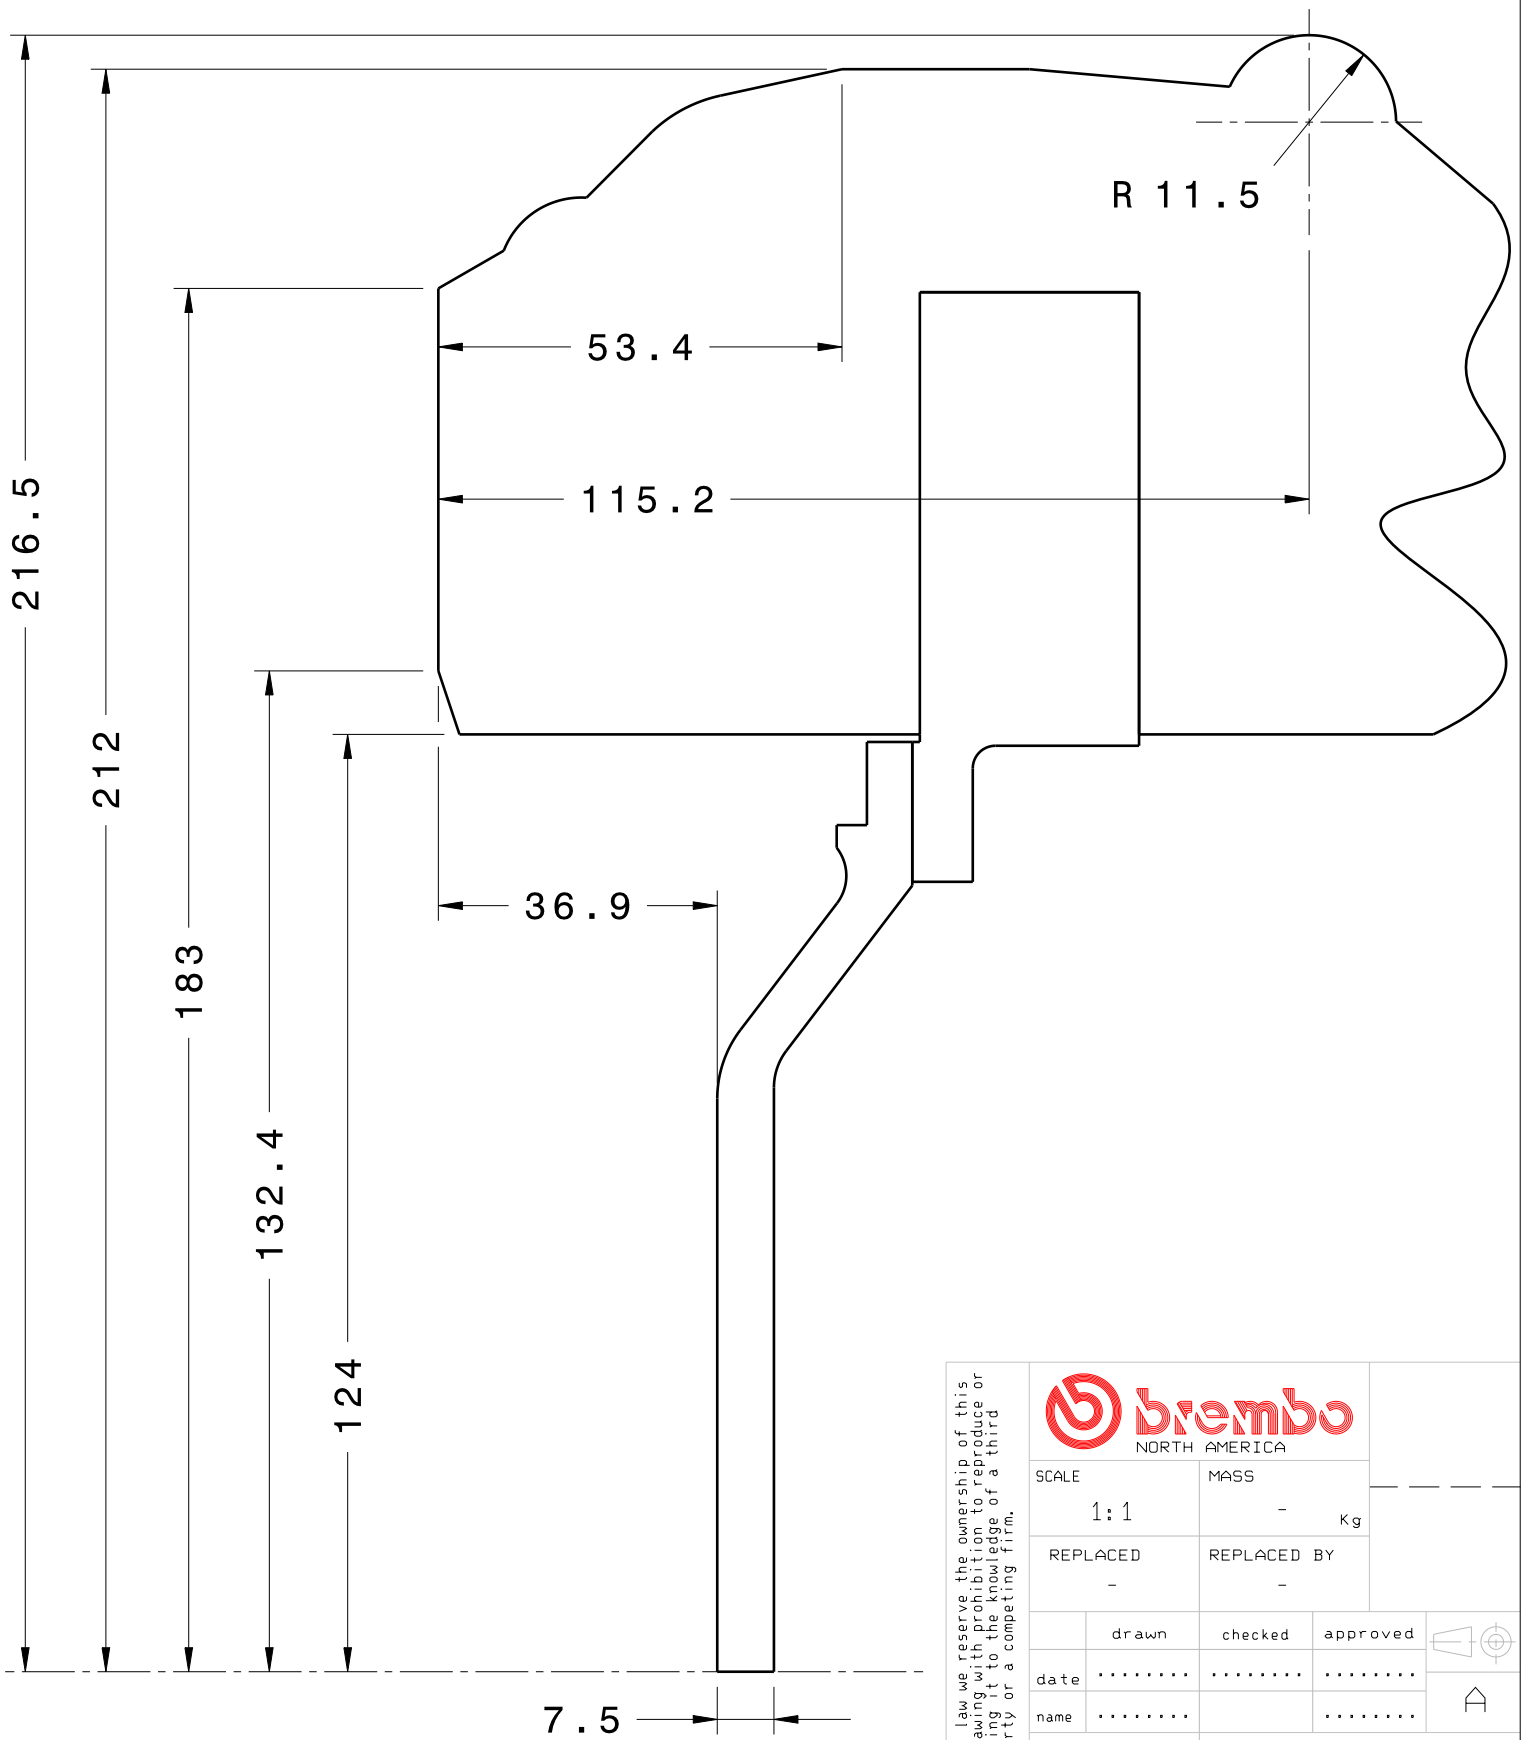 R 11.5
53.4
115.2
216.5
212
183
132.4
124
36.9
7.5
law we reserve the ownership of this
awing with prohibition to reproduce or
ing it to the knowledge of a third
rty or a competing firm.
brembo
NORTH AMERICA
SCALE
1:1
MASS
-
Kg
REPLACED
-
REPLACED BY
-
drawn checked approved
date ........ ........ ........
name ........ ........
A